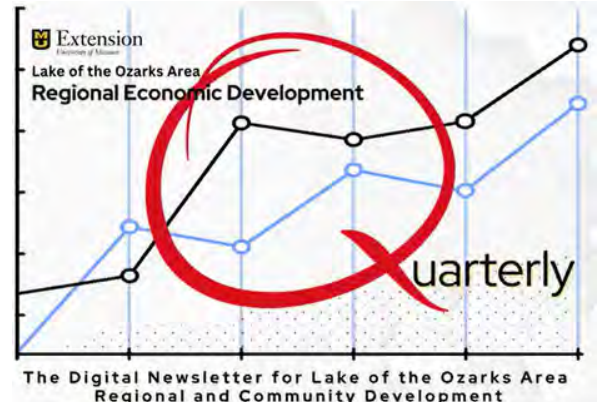 MU
Extension
University of Missouri
Lake of the Ozarks Area
Regional Economic Development
Quarterly
The Digital Newsletter for Lake of the Ozarks Area
Regional and Community Development